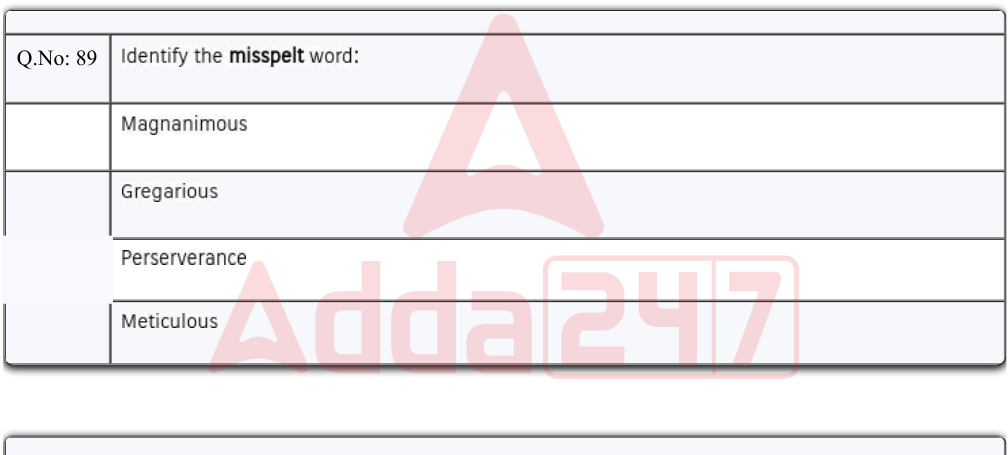 Q.No: 89 Identify the misspelt word:
Magnanimous
Gregarious
Perserverance
Meticulous
Adda247